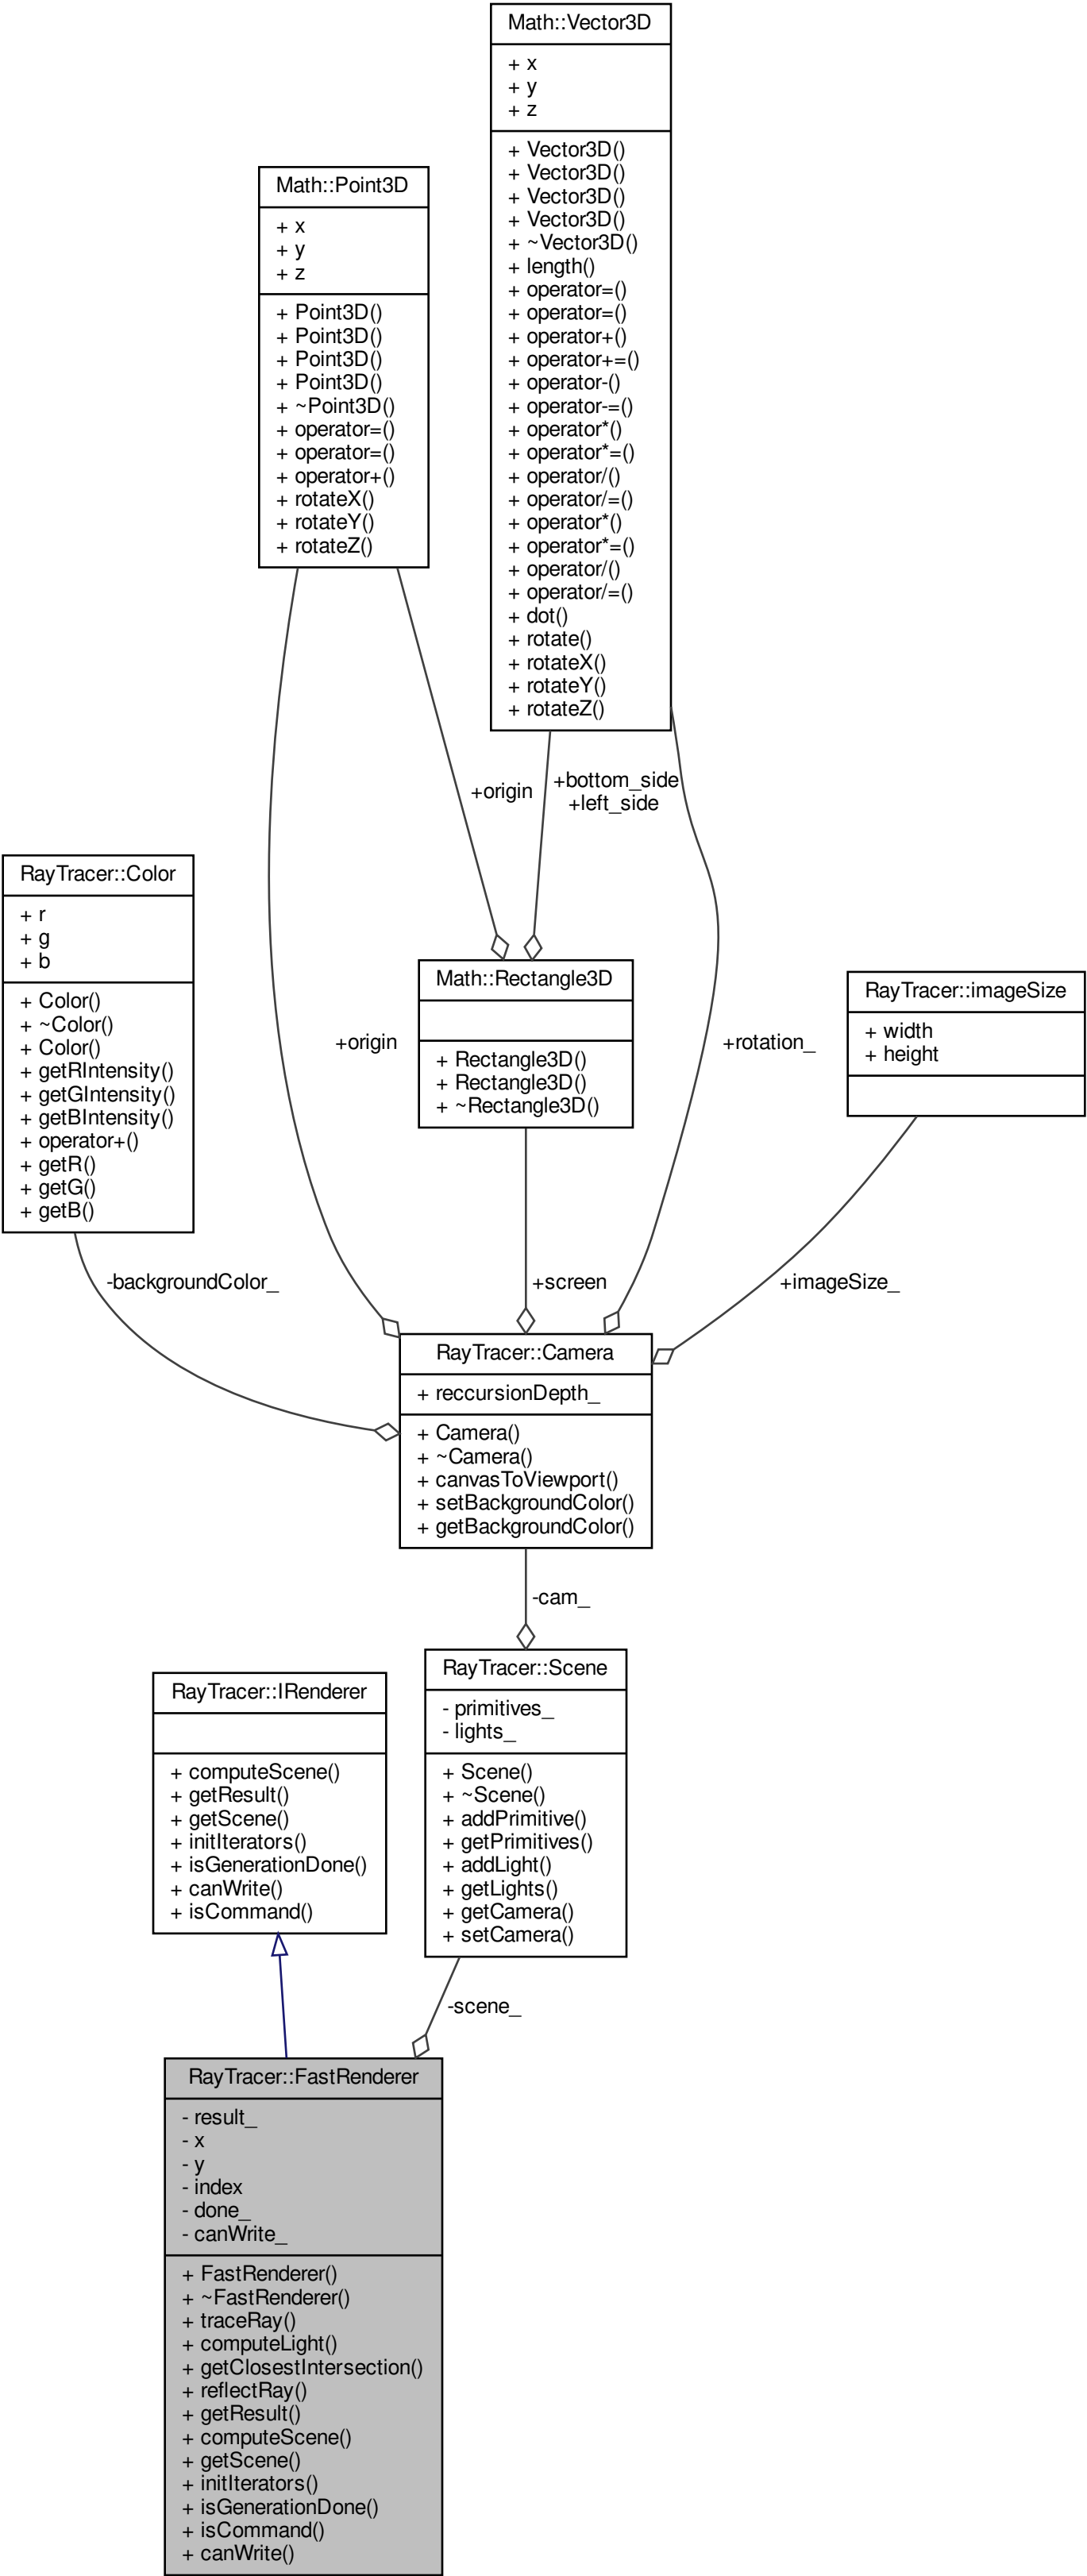 Math::Vector3D
+ x
+ y
+ z
+ Vector3D()
+ Vector3D()
+ Vector3D()
+ Vector3D()
+ ~Vector3D()
+ length()
+ operator=()
+ operator=()
+ operator+()
+ operator+=()
+ operator-()
+ operator-=()
+ operator*()
+ operator*=()
+ operator/()
+ operator/=()
+ operator*()
+ operator*=()
+ operator/()
+ operator/=()
+ dot()
+ rotate()
+ rotateX()
+ rotateY()
+ rotateZ()
Math::Point3D
+ x
+ y
+ z
+ Point3D()
+ Point3D()
+ Point3D()
+ Point3D()
+ ~Point3D()
+ operator=()
+ operator=()
+ operator+()
+ rotateX()
+ rotateY()
+ rotateZ()
+origin
+bottom_side
+left_side
RayTracer::Color
+ r
+ g
+ b
+ Color()
+ ~Color()
+ Color()
+ getRIntensity()
+ getGIntensity()
+ getBIntensity()
+ operator+()
+ getR()
+ getG()
+ getB()
+origin
Math::Rectangle3D
+ Rectangle3D()
+ Rectangle3D()
+ ~Rectangle3D()
+rotation_
RayTracer::imageSize
+ width
+ height
-backgroundColor_
+screen
+imageSize_
RayTracer::Camera
+ reccursionDepth_
+ Camera()
+ ~Camera()
+ canvasToViewport()
+ setBackgroundColor()
+ getBackgroundColor()
-cam_
RayTracer::IRenderer
+ computeScene()
+ getResult()
+ getScene()
+ initIterators()
+ isGenerationDone()
+ canWrite()
+ isCommand()
RayTracer::Scene
- primitives_
- lights_
+ Scene()
+ ~Scene()
+ addPrimitive()
+ getPrimitives()
+ addLight()
+ getLights()
+ getCamera()
+ setCamera()
-scene_
RayTracer::FastRenderer
- result_
- x
- y
- index
- done_
- canWrite_
+ FastRenderer()
+ ~FastRenderer()
+ traceRay()
+ computeLight()
+ getClosestIntersection()
+ reflectRay()
+ getResult()
+ computeScene()
+ getScene()
+ initIterators()
+ isGenerationDone()
+ isCommand()
+ canWrite()